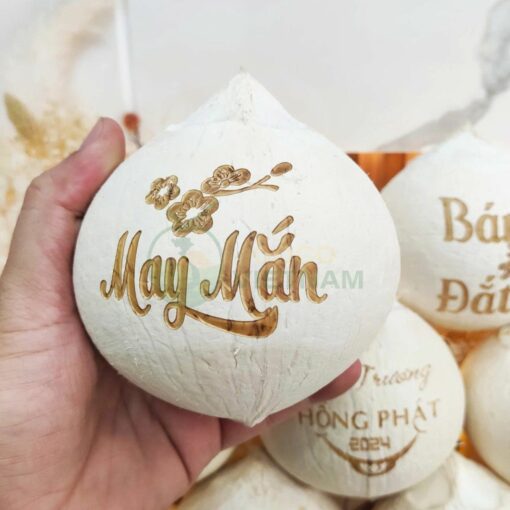 May Mắn
Bán
Đắt
Trương
HỒNG PHÁT
2024